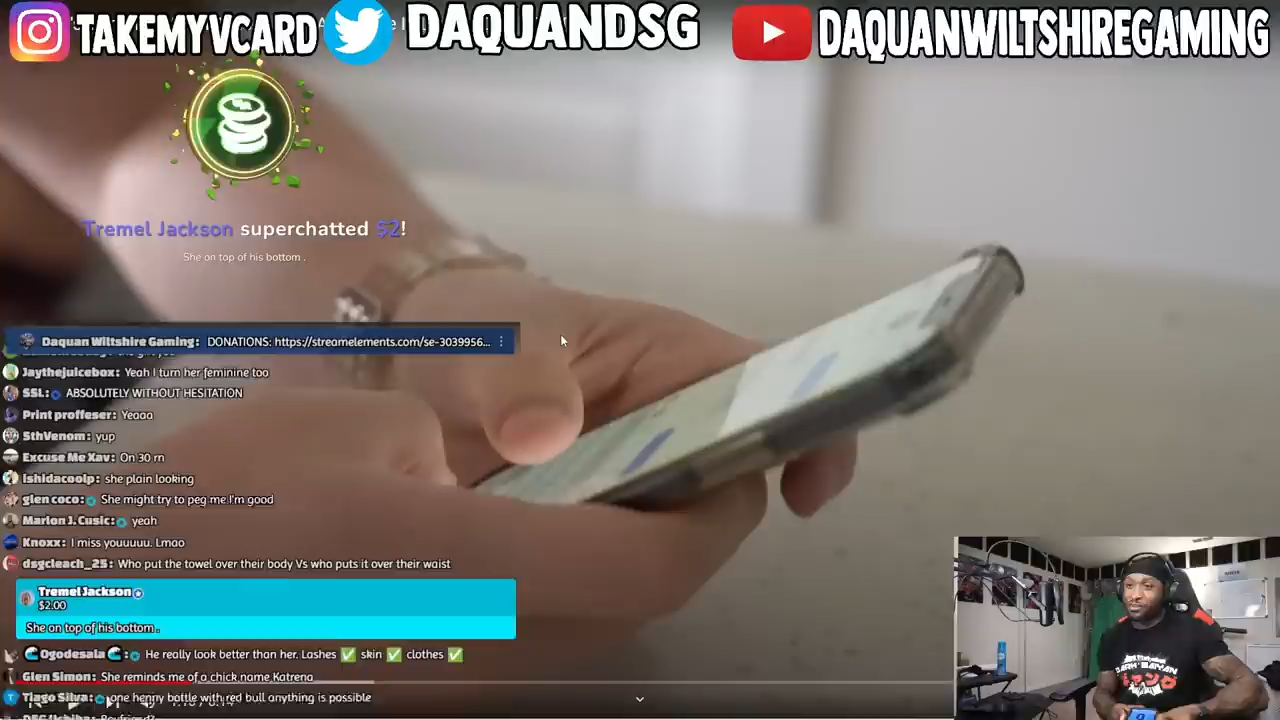 TAKEMYVCARD
DAQUANDSG
DAQUANWILTSHIREGAMING
Tremel Jackson superchatted $2!
She on top of his bottom .
Daquan Wiltshire Gaming: DONATIONS: https://streamelements.com/se-3039956...
Jaythejuicebox: Yeah I turn her feminine too
SSL: ABSOLUTELY WITHOUT HESITATION
Print proffeser: Yeaaa
SthVenom: yup
Excuse Me Xav: On 30 rn
Ishidacoolp: she plain looking
glen coco: She might try to peg me I'm good
Marlon J. Cusic: yeah
Knoxx: I miss youuuuu. Lmao
dsgcleach_25: Who put the towel over their body Vs who puts it over their waist
Tremel Jackson
$2.00
She on top of his bottom .
🌊Ogodesala🌊: He really look better than her. Lashes ✅ skin ✅ clothes ✅
Glen Simon: She reminds me of a chick name Katrena
Tiago Silva: one henny bottle with red bull anything is possible